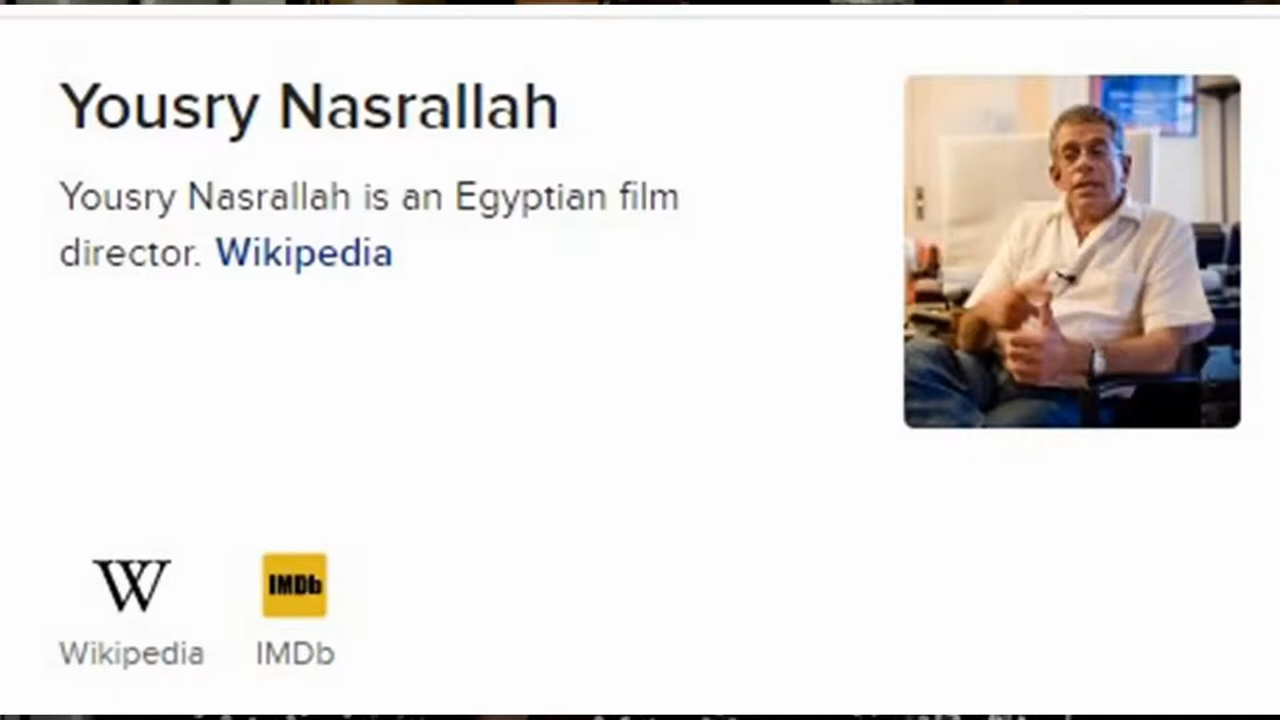 Yousry Nasrallah
Yousry Nasrallah is an Egyptian film
director. Wikipedia
W
IMDb
Wikipedia
IMDb